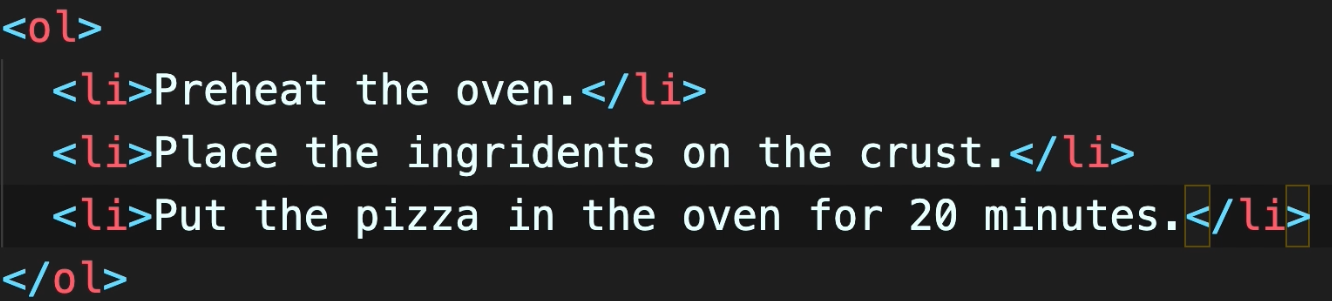 <ol>
<li>Preheat the oven.</li>
<li>Place the ingridents on the crust.</li>
<li>Put the pizza in the oven for 20 minutes.</li>
</ol>